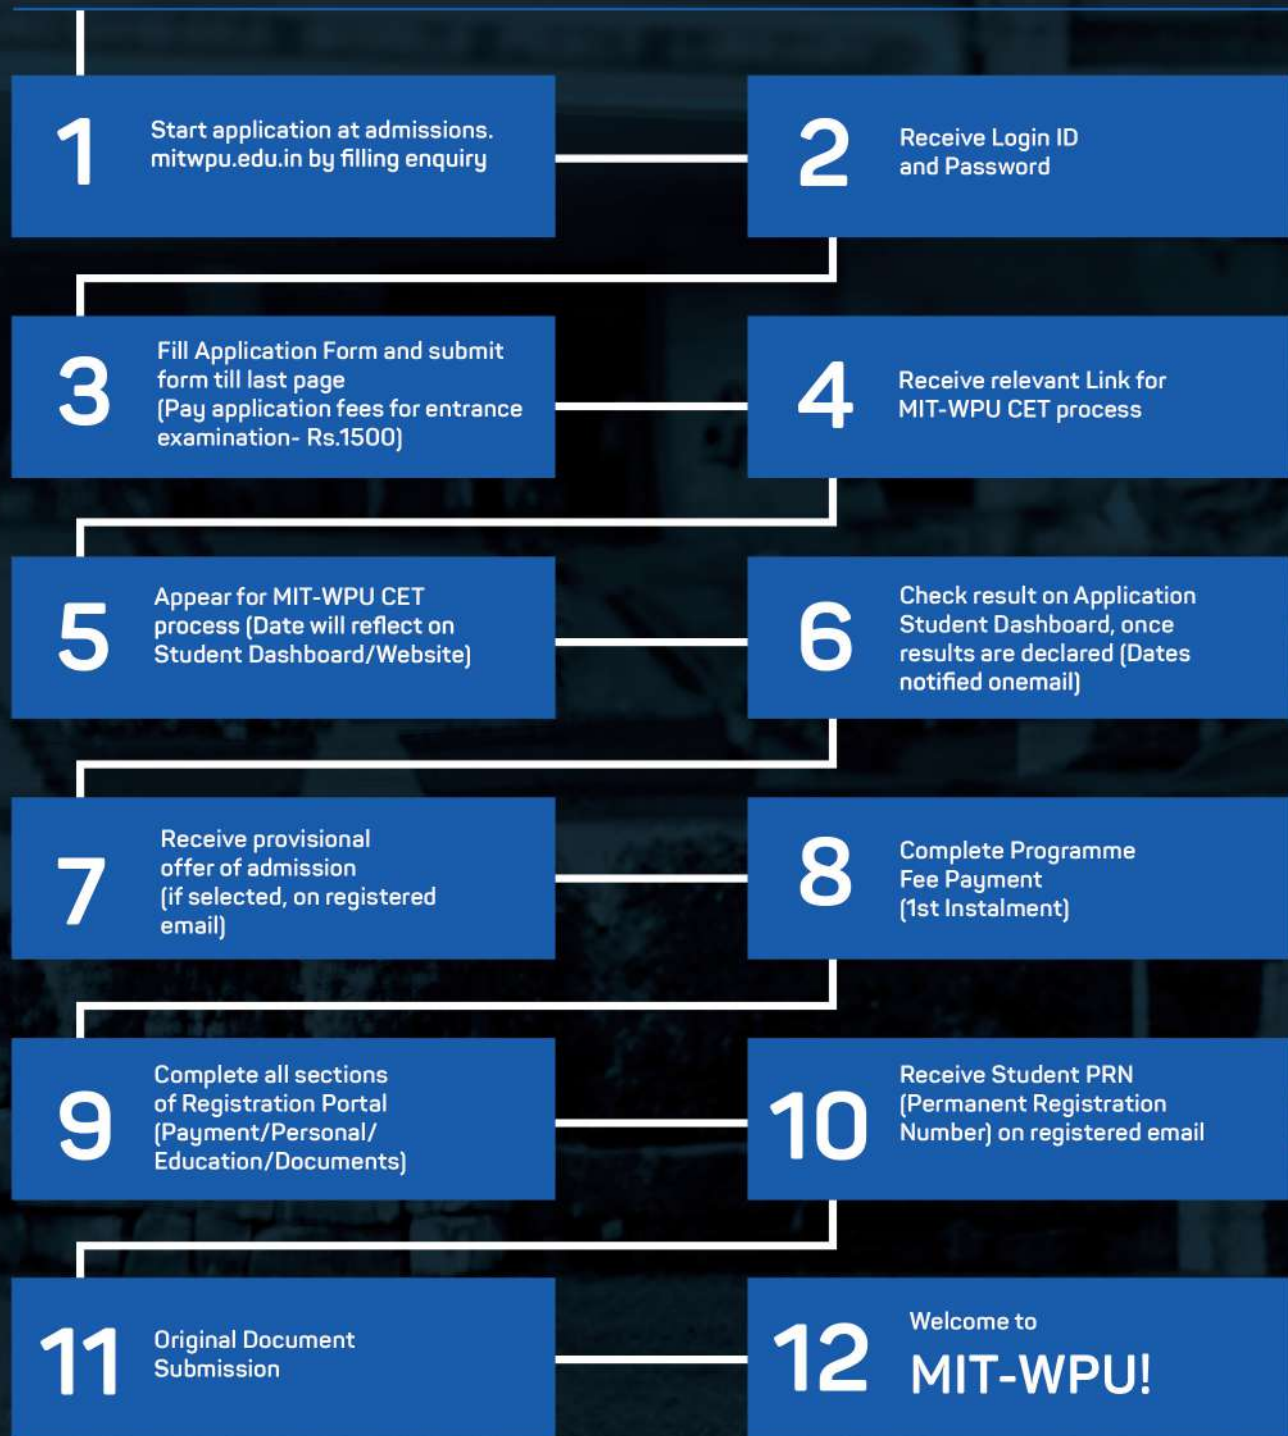 1
Start application at admissions.
mitwpu.edu.in by filling enquiry
2
Receive Login ID
and Password
3
Fill Application Form and submit
form till last page
(Pay application fees for entrance
examination- Rs.1500)
4
Receive relevant Link for
MIT-WPU CET process
5
Appear for MIT-WPU CET
process (Date will reflect on
Student Dashboard/Website)
6
Check result on Application
Student Dashboard, once
results are declared (Dates
notified onemail)
7
Receive provisional
offer of admission
(if selected, on registered
email)
8
Complete Programme
Fee Payment
(1st Instalment)
9
Complete all sections
of Registration Portal
(Payment/Personal/
Education/Documents)
10
Receive Student PRN
(Permanent Registration
Number) on registered email
11
Original Document
Submission
12
Welcome to
MIT-WPU!